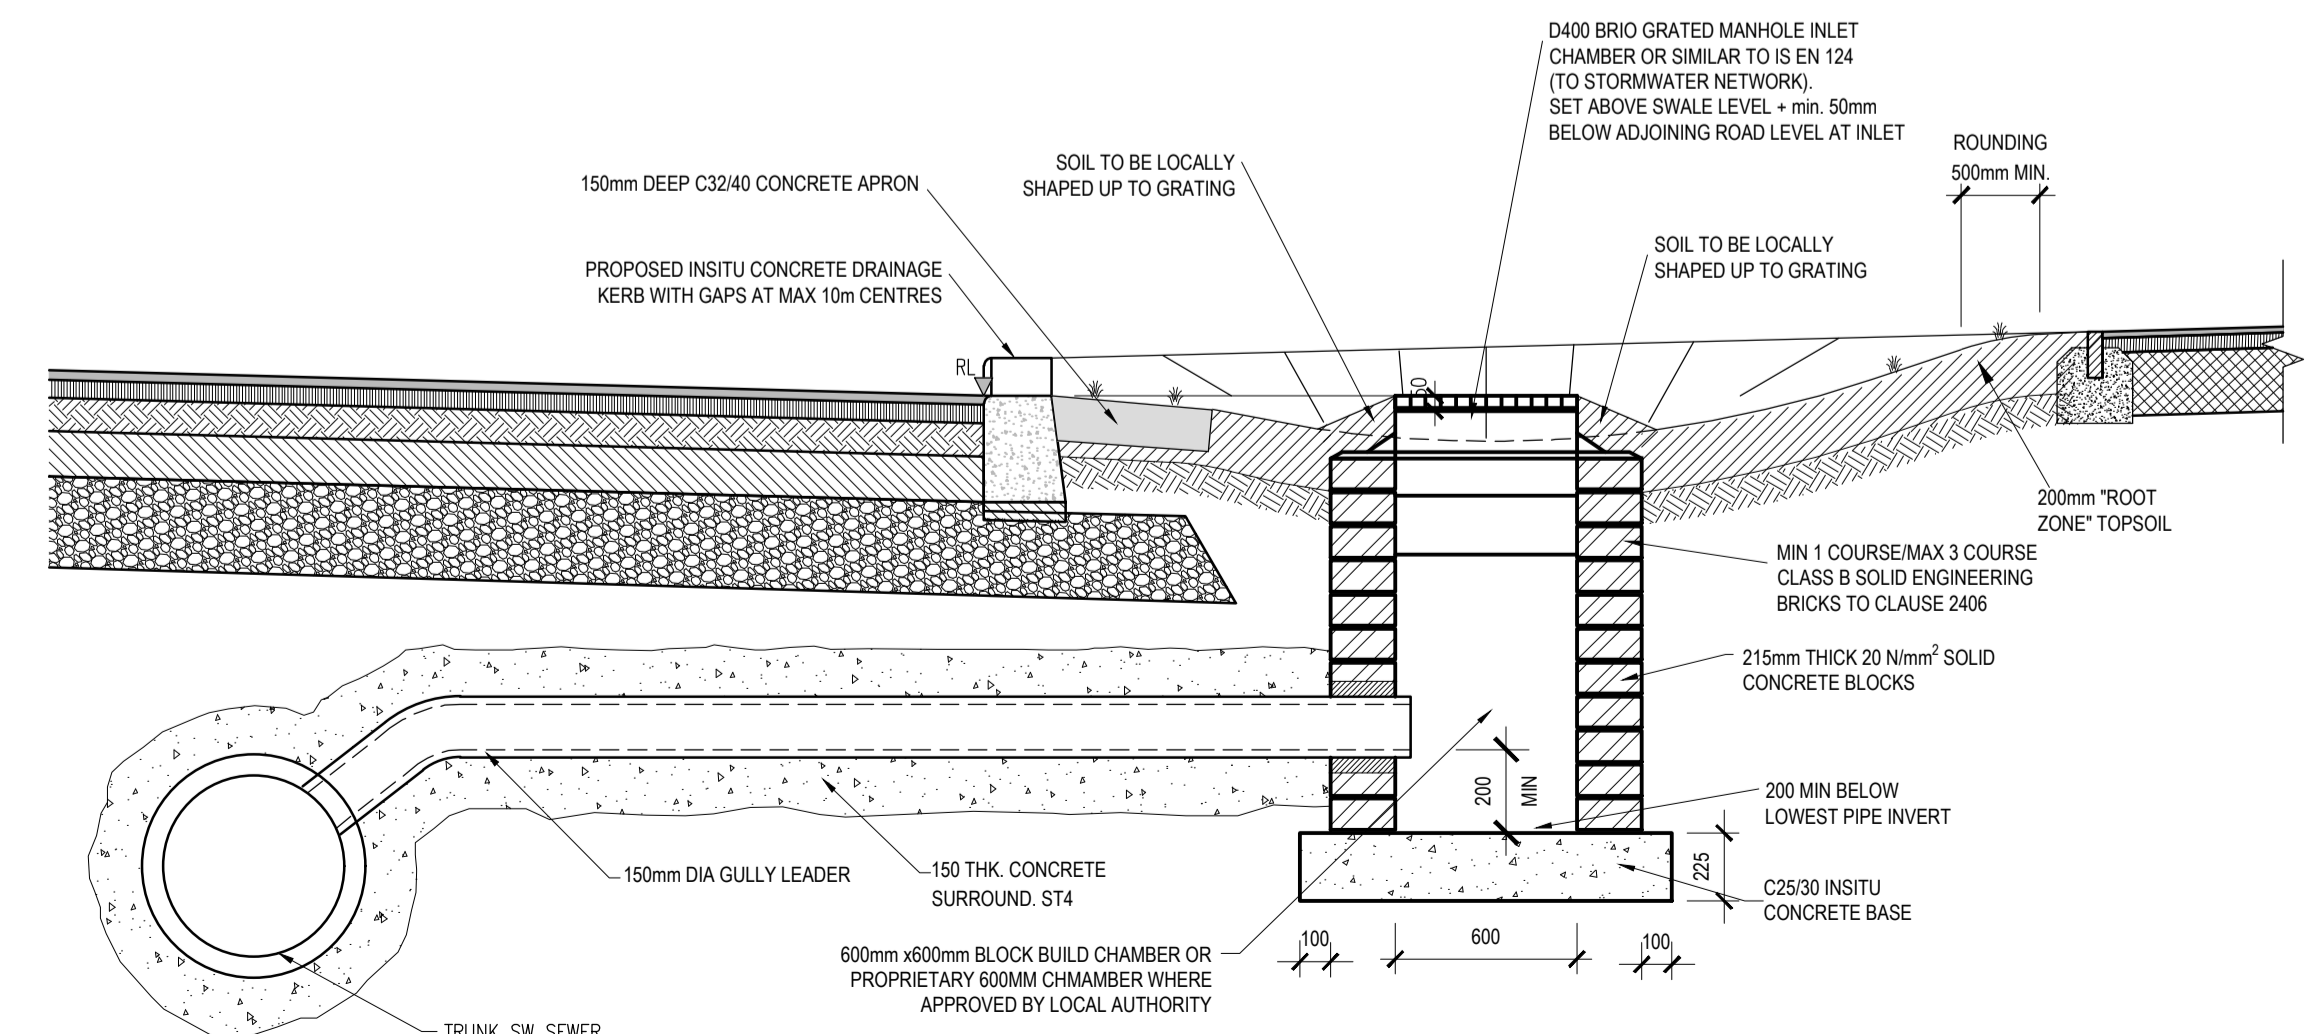 D400 BRIO GRATED MANHOLE INLET
CHAMBER OR SIMILAR TO IS EN 124
(TO STORMWATER NETWORK).
SET ABOVE SWALE LEVEL + min. 50mm
BELOW ADJOINING ROAD LEVEL AT INLET
ROUNDING
500mm MIN.
SOIL TO BE LOCALLY
SHAPED UP TO GRATING
150mm DEEP C32/40 CONCRETE APRON
SOIL TO BE LOCALLY
SHAPED UP TO GRATING
PROPOSED INSITU CONCRETE DRAINAGE
KERB WITH GAPS AT MAX 10m CENTRES
RL
50
200mm "ROOT
ZONE" TOPSOIL
MIN 1 COURSE/MAX 3 COURSE
CLASS B SOLID ENGINEERING
BRICKS TO CLAUSE 2406
215mm THICK 20 N/mm² SOLID
CONCRETE BLOCKS
200
MIN
200 MIN BELOW
LOWEST PIPE INVERT
225
C25/30 INSITU
CONCRETE BASE
150mm DIA GULLY LEADER
150 THK. CONCRETE
SURROUND. ST4
100
600
100
600mm x600mm BLOCK BUILD CHAMBER OR
PROPRIETARY 600MM CHMAMBER WHERE
APPROVED BY LOCAL AUTHORITY
TRUNK SW SEWER